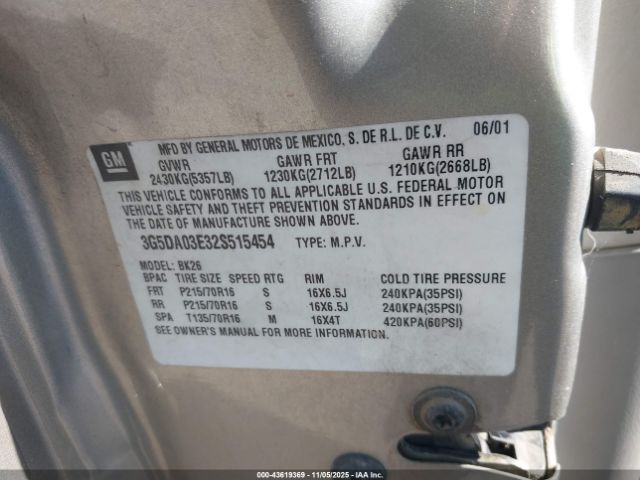 MFD BY GENERAL MOTORS DE MEXICO, S. DE R.L. DE C.V. 06/01
GM
GVWR GAWR FRT GAWR RR
2430KG(5357LB) 1230KG(2712LB) 1210KG(2668LB)
THIS VEHICLE CONFORMS TO ALL APPLICABLE U.S. FEDERAL MOTOR
VEHICLE SAFETY AND THEFT PREVENTION STANDARDS IN EFFECT ON
THE DATE OF MANUFACTURE SHOWN ABOVE.
3G5DA03E32S515454 TYPE: M.P.V.
MODEL: BK26
BPAC TIRE SIZE SPEED RTG RIM COLD TIRE PRESSURE
FRT P215/70R16 S 16X6.5J 240KPA(35PSI)
RR P215/70R16 S 16X6.5J 240KPA(35PSI)
SPA T135/70R16 M 16X4T 420KPA(60PSI)
SEE OWNER'S MANUAL FOR MORE INFORMATION.
00-43619369 | 11/05/2025 | IAA Auctions